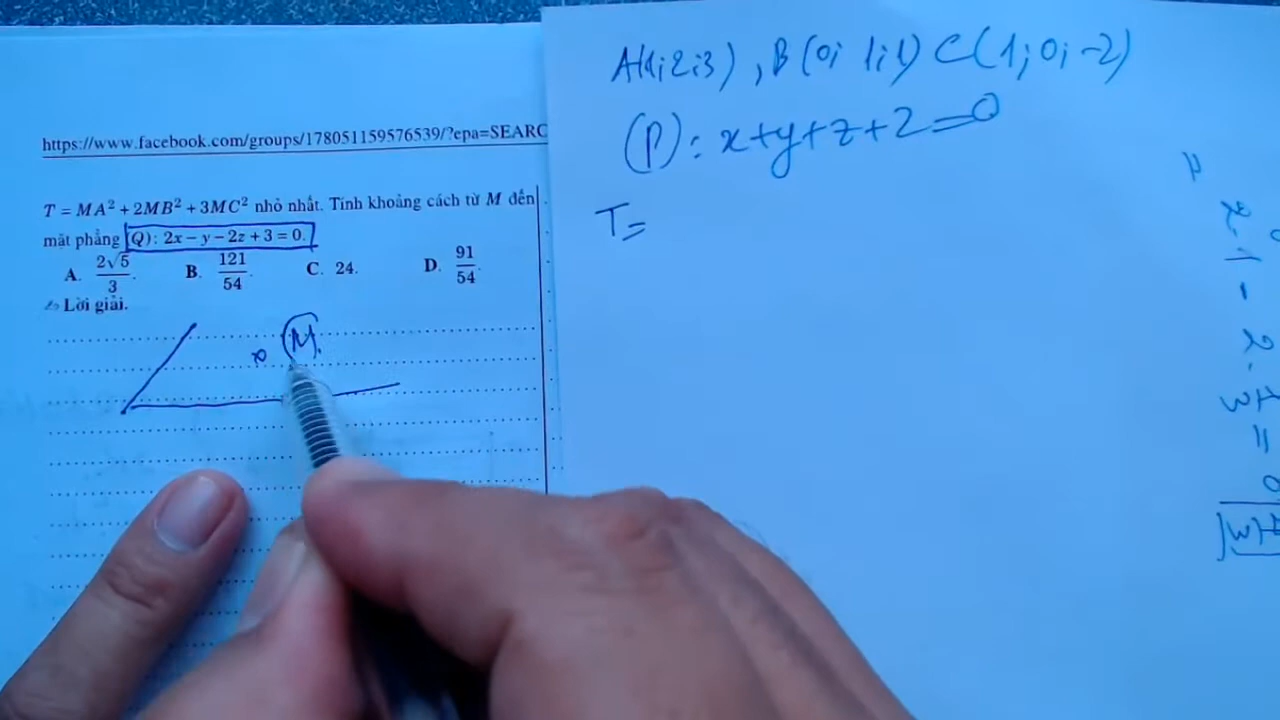 https://www.facebook.com/groups/178051159576539/?epa=SEARC
T = MA² + 2MB² + 3MC² nhỏ nhất. Tính khoảng cách từ M đến
mặt phẳng (Q): 2x − y − 2z + 3 = 0.
A. 2√5/3. B. 121/54. C. 24. D. 91/54.
Lời giải.
M
A(1;2;3), B(0; 1;1) C(1; 0; -2)
(P): x+y+z+2=0
T=